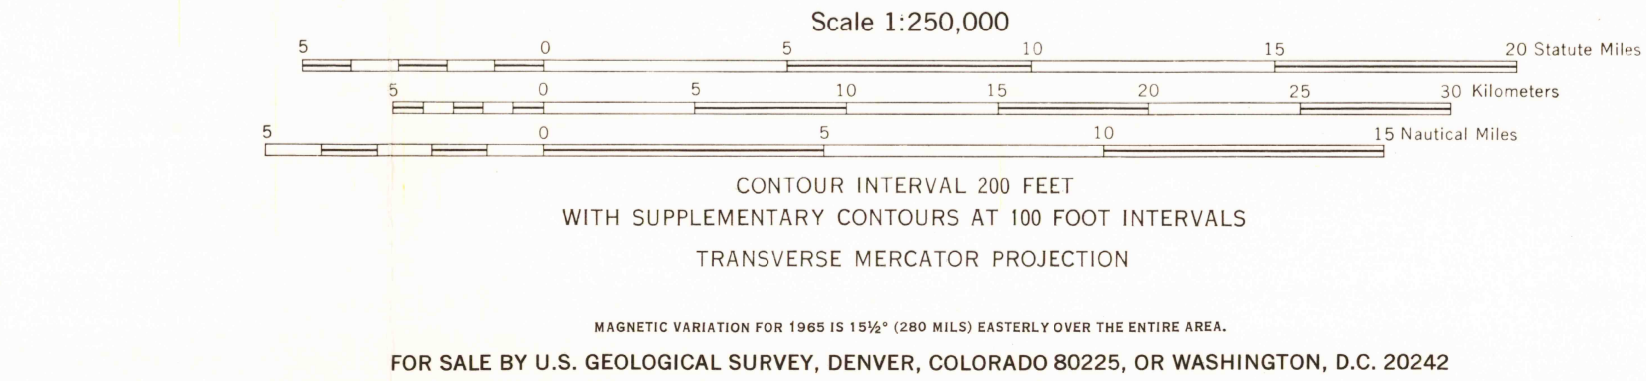 Scale 1:250,000
5 0 5 10 15 20 Statute Miles
5 0 5 10 15 20 25 30 Kilometers
5 0 5 10 15 Nautical Miles
CONTOUR INTERVAL 200 FEET
WITH SUPPLEMENTARY CONTOURS AT 100 FOOT INTERVALS
TRANSVERSE MERCATOR PROJECTION
MAGNETIC VARIATION FOR 1965 IS 15½° (280 MILS) EASTERLY OVER THE ENTIRE AREA.
FOR SALE BY U.S. GEOLOGICAL SURVEY, DENVER, COLORADO 80225, OR WASHINGTON, D.C. 20242